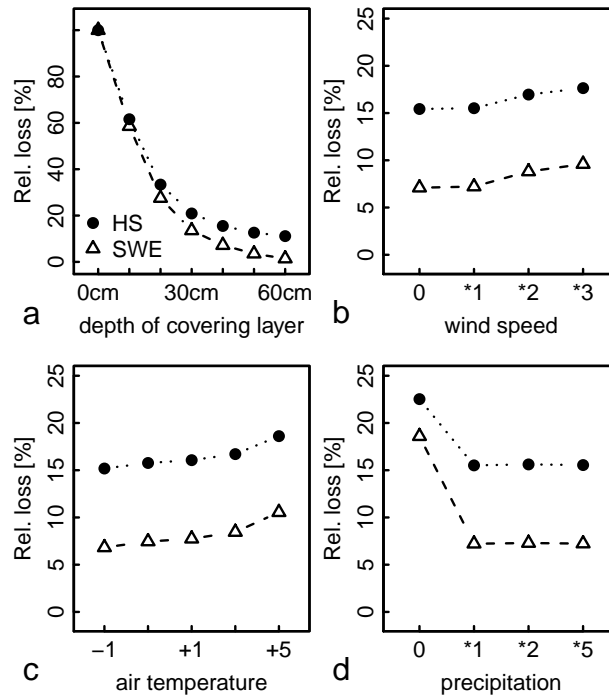 Rel. loss [%]
0 20 40 60 80
HS
SWE
0cm 30cm 60cm
a
depth of covering layer
Rel. loss [%]
0 5 10 15 20 25
0 *1 *2 *3
b
wind speed
Rel. loss [%]
0 5 10 15 20 25
−1 +1 +5
c
air temperature
Rel. loss [%]
0 5 10 15 20 25
0 *1 *2 *5
d
precipitation